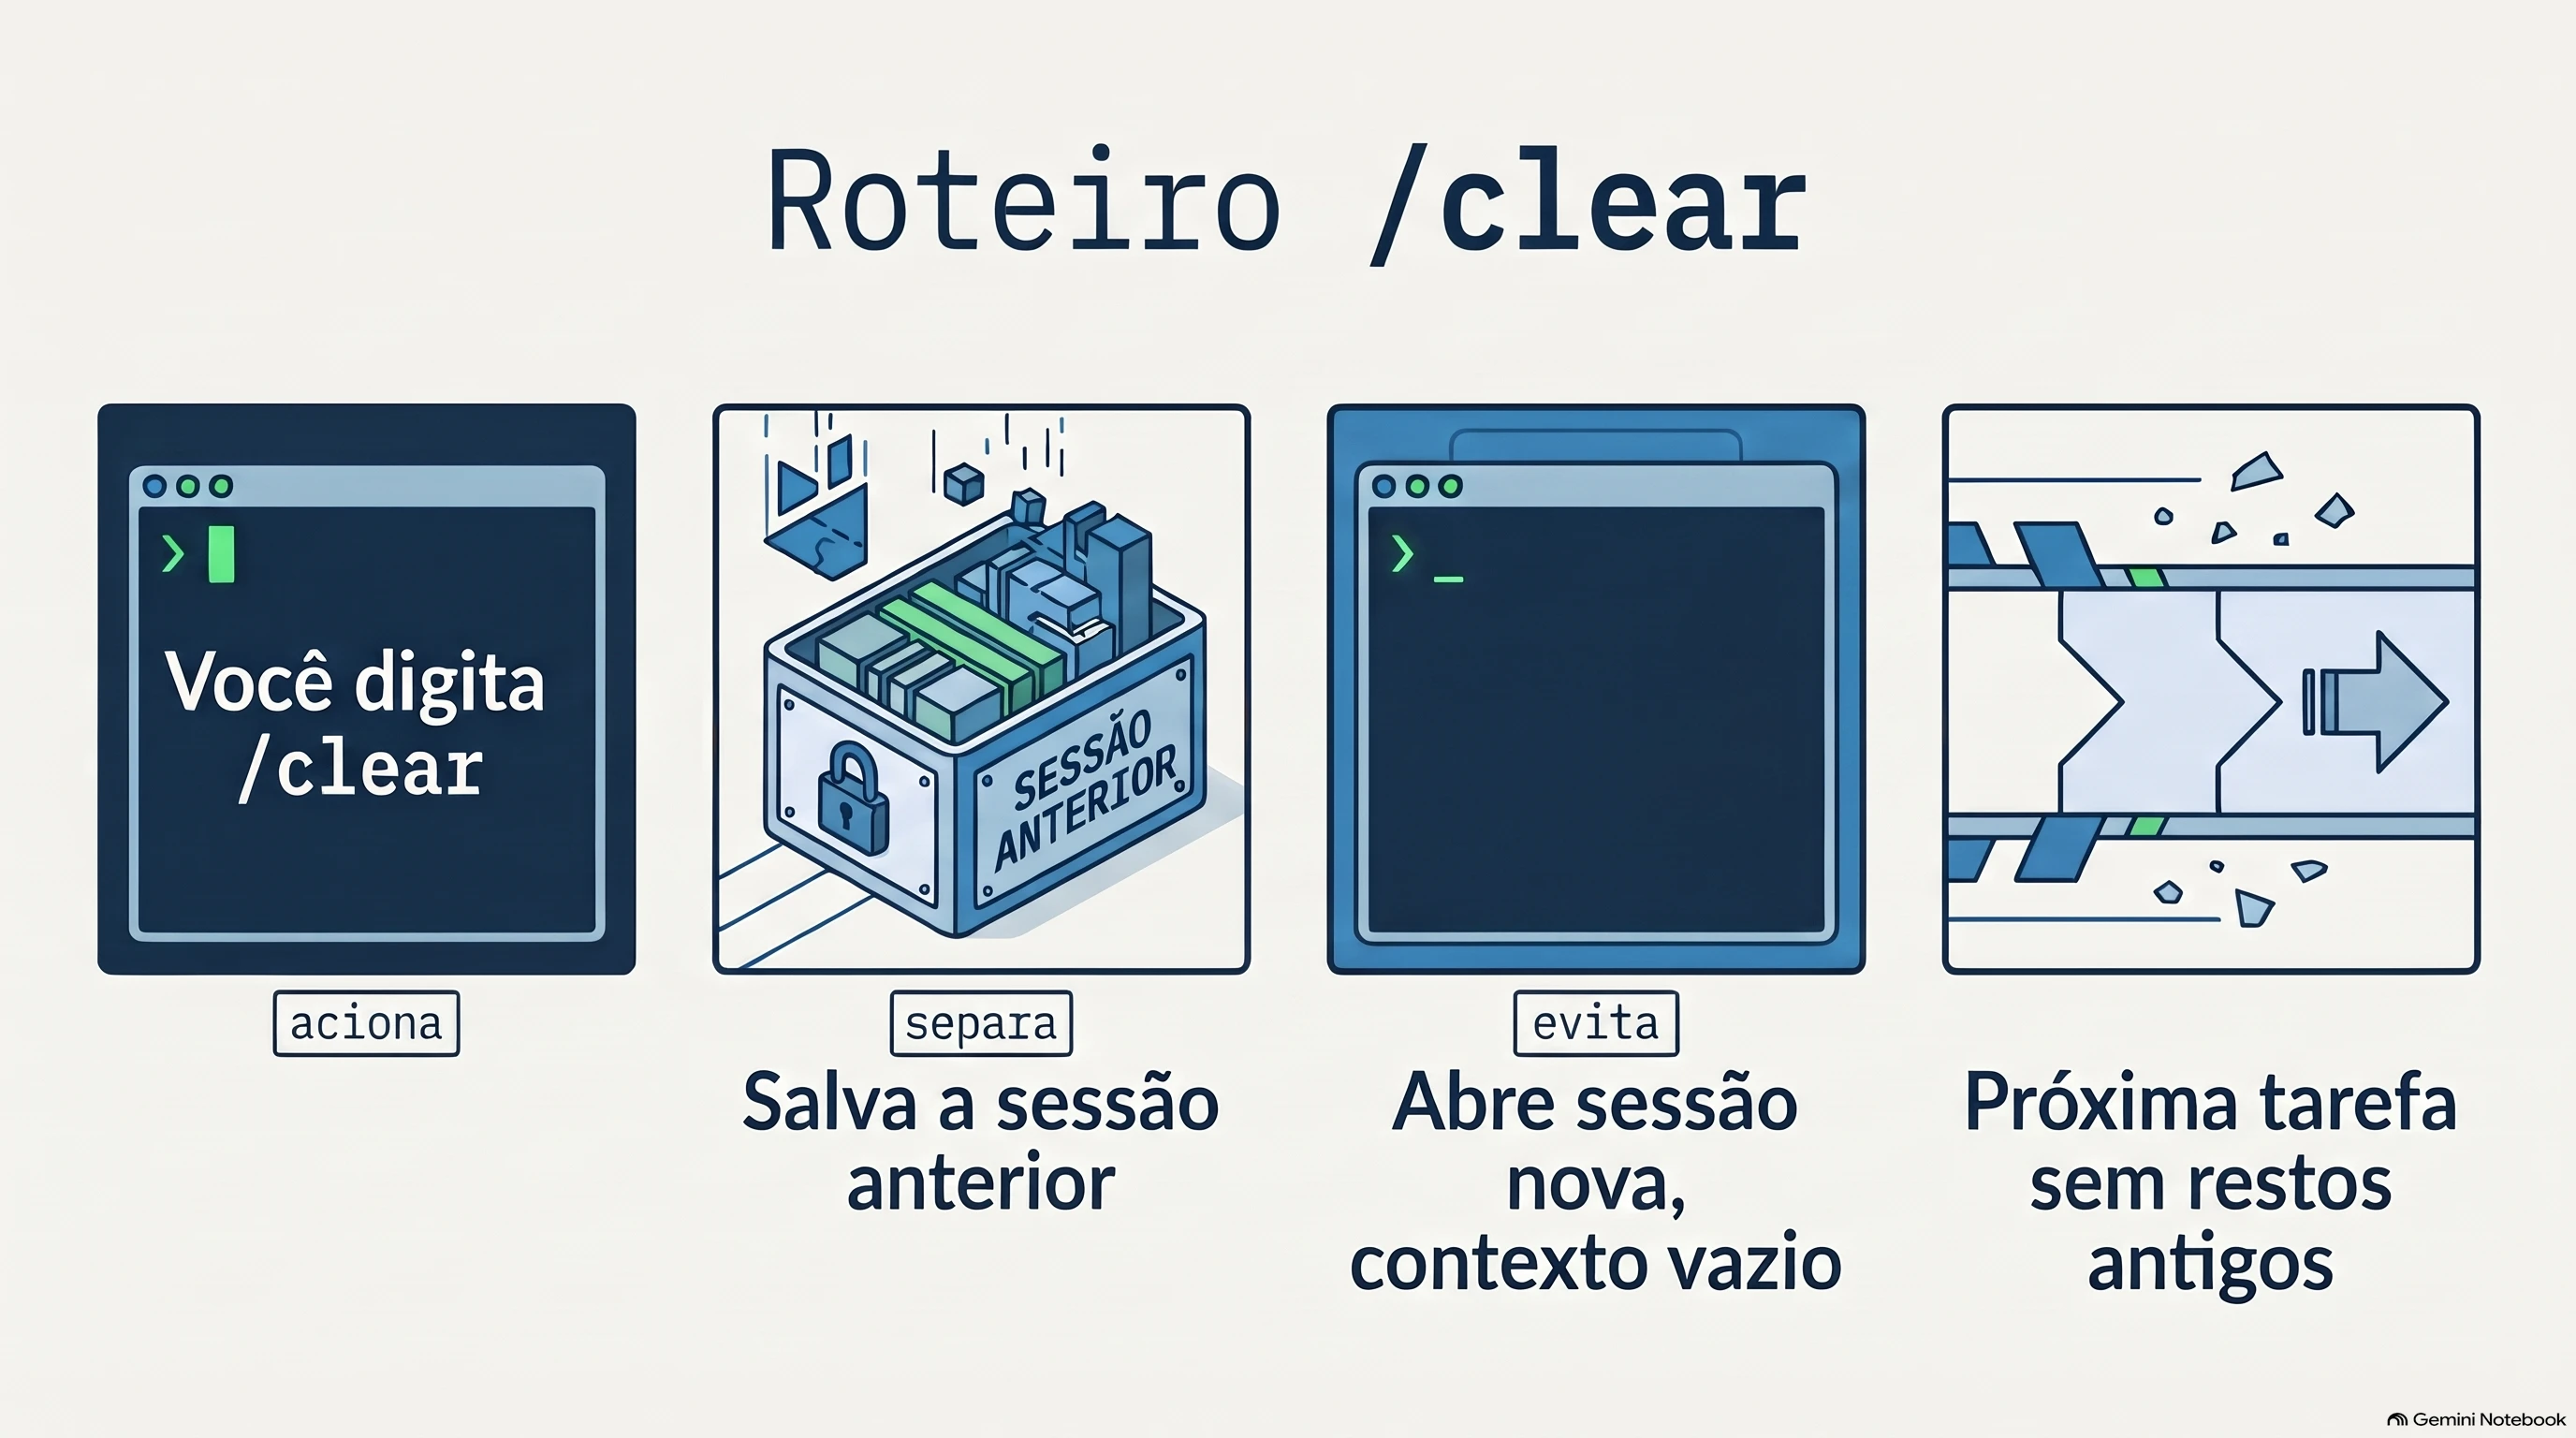 Roteiro /clear
Você digita
/clear
SESSÃO
ANTERIOR
aciona
separa
Salva a sessão
anterior
evita
Abre sessão
nova,
contexto vazio
Próxima tarefa
sem restos
antigos
Gemini Notebook